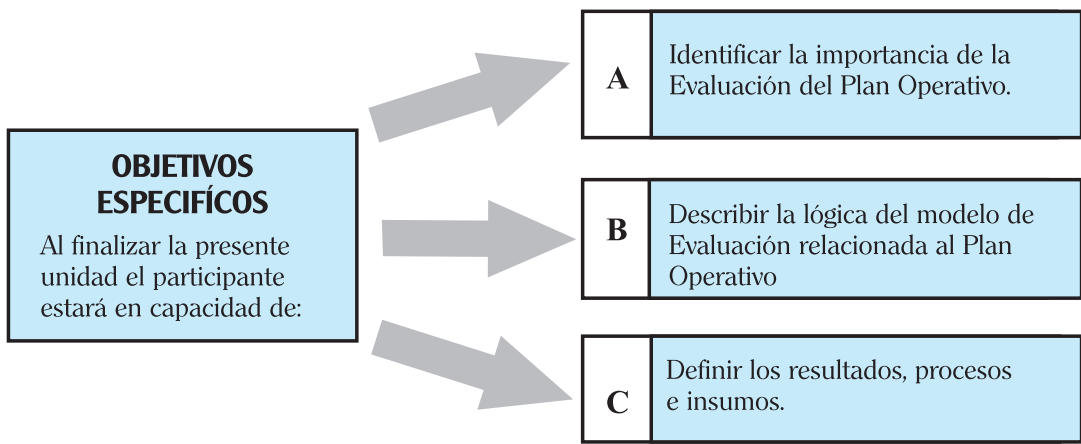 OBJETIVOS
ESPECIFÍCOS
Al finalizar la presente
unidad el participante
estará en capacidad de:
A
Identificar la importancia de la
Evaluación del Plan Operativo.
B
Describir la lógica del modelo de
Evaluación relacionada al Plan
Operativo
C
Definir los resultados, procesos
e insumos.